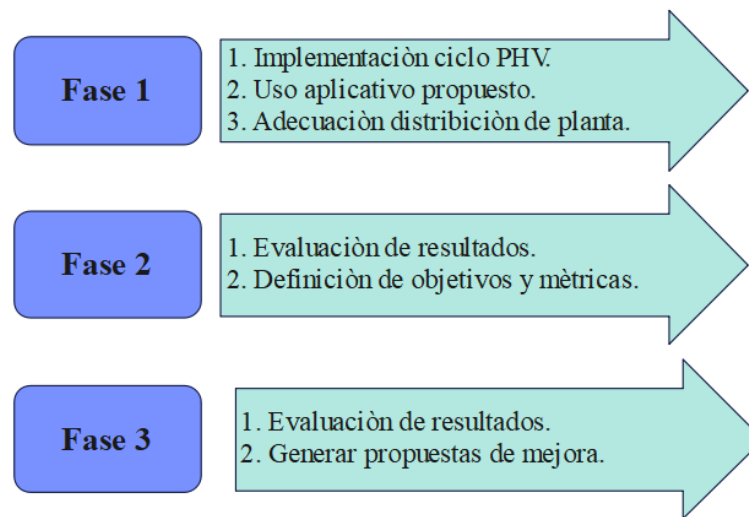 Fase 1
1. Implementaciòn ciclo PHV.
2. Uso aplicativo propuesto.
3. Adecuaciòn distribiciòn de planta.
Fase 2
1. Evaluaciòn de resultados.
2. Definiciòn de objetivos y mètricas.
Fase 3
1. Evaluaciòn de resultados.
2. Generar propuestas de mejora.